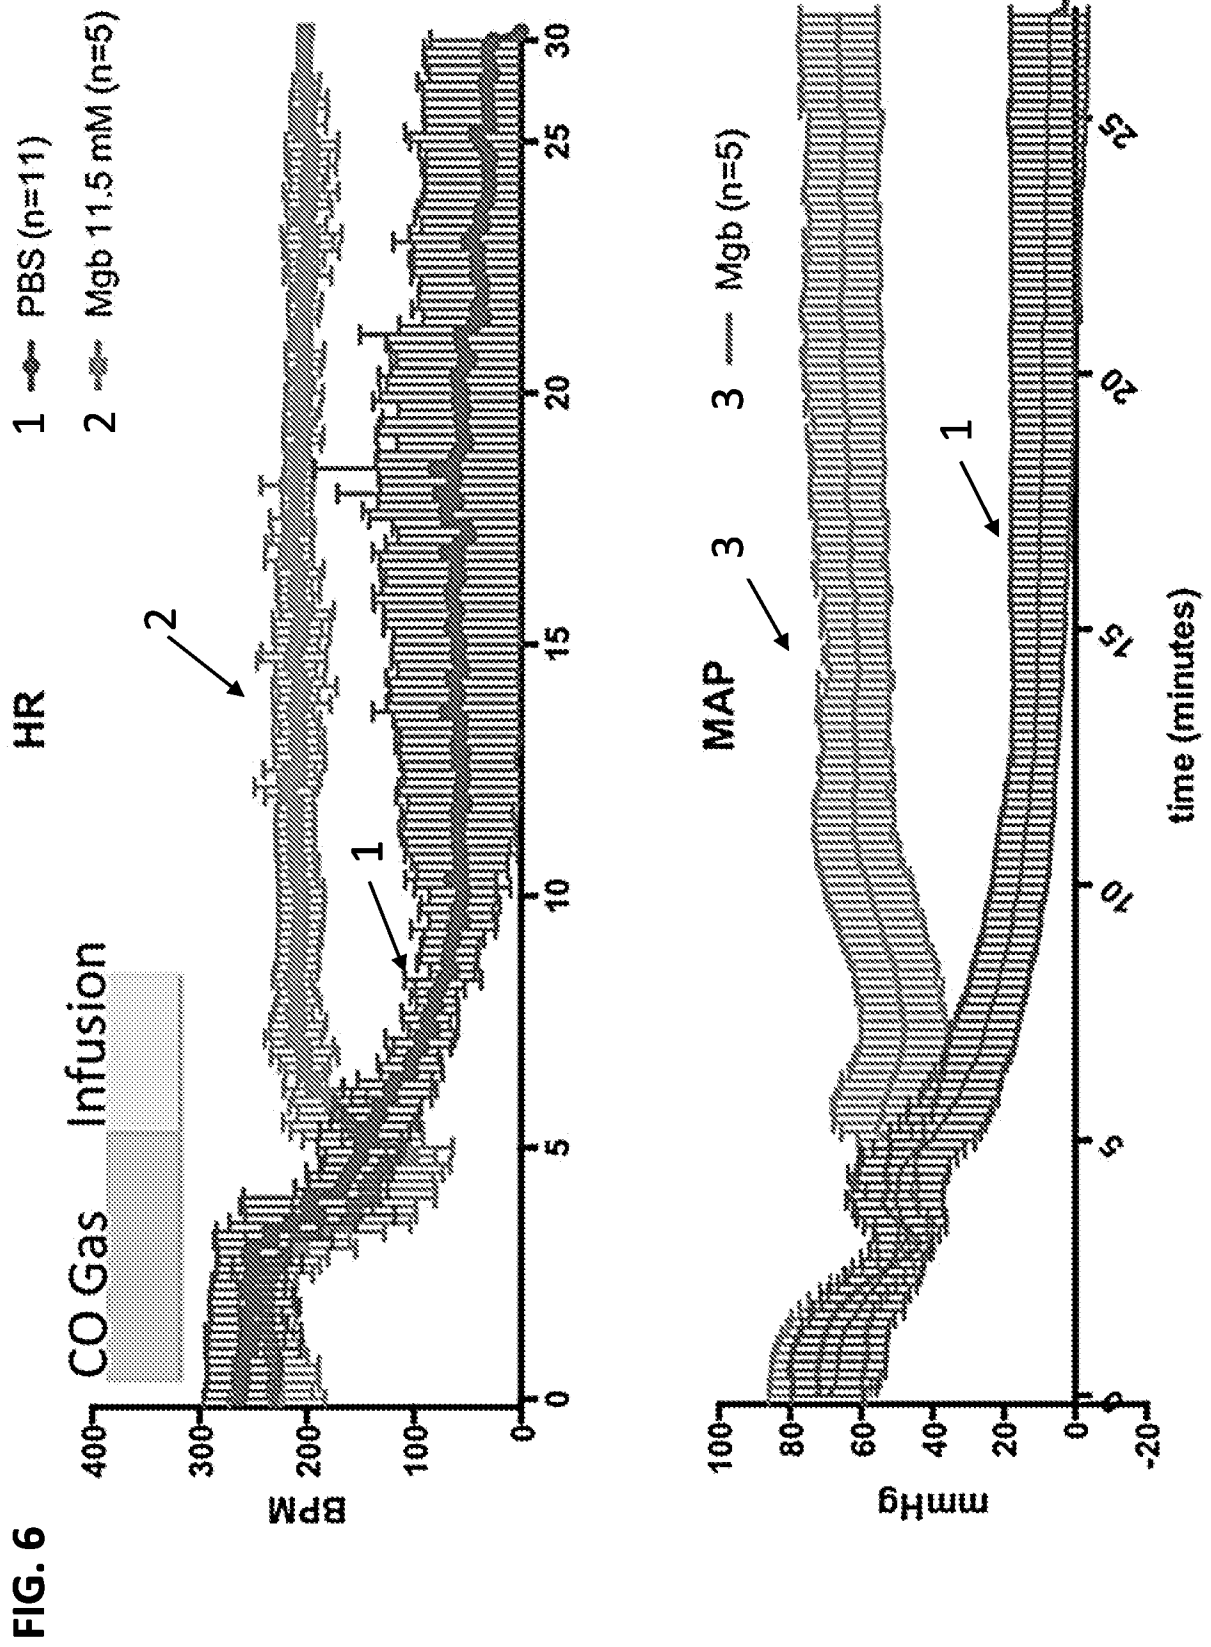 FIG. 6
HR
1 PBS (n=11)
2 Mgb 11.5 mM (n=5)
CO Gas Infusion
2
1
BPM
400
300
200
100
0
0 5 10 15 20 25 30
MAP
3 Mgb (n=5)
3
1
mmHg
100
80
60
40
20
0
-20
0 5 10 15 20 25
time (minutes)